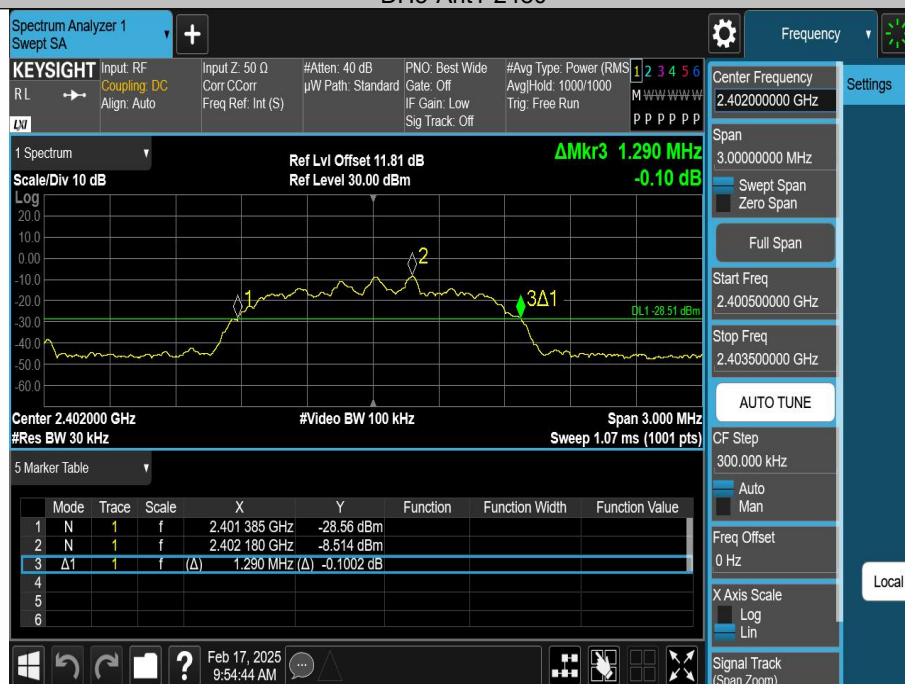 Spectrum Analyzer 1
Swept SA
Frequency
KEYSIGHT
RL
LXI
Input: RF
Coupling: DC
Align: Auto
Input Z: 50 Ω
Corr CCorr
Freq Ref: Int (S)
#Atten: 40 dB
µW Path: Standard
PNO: Best Wide
Gate: Off
IF Gain: Low
Sig Track: Off
#Avg Type: Power (RMS
Avg|Hold: 1000/1000
Trig: Free Run
1 2 3 4 5 6
M W W W W W
P P P P P P
1 Spectrum
Scale/Div 10 dB
Ref Lvl Offset 11.81 dB
Ref Level 30.00 dBm
ΔMkr3 1.290 MHz
-0.10 dB
Log
20.0
10.0
0.00
-10.0
-20.0
-30.0
-40.0
-50.0
-60.0
1
2
3Δ1
DL1 -28.51 dBm
Center 2.402000 GHz
#Res BW 30 kHz
#Video BW 100 kHz
Span 3.000 MHz
Sweep 1.07 ms (1001 pts)
5 Marker Table
Mode Trace Scale X Y Function Function Width Function Value
1 N 1 f 2.401 385 GHz -28.56 dBm
2 N 1 f 2.402 180 GHz -8.514 dBm
3 Δ1 1 f (Δ) 1.290 MHz (Δ) -0.1002 dB
4
5
6
Feb 17, 2025
9:54:44 AM
Center Frequency
2.402000000 GHz
Span
3.00000000 MHz
Swept Span
Zero Span
Full Span
Start Freq
2.400500000 GHz
Stop Freq
2.403500000 GHz
AUTO TUNE
CF Step
300.000 kHz
Auto
Man
Freq Offset
0 Hz
X Axis Scale
Log
Lin
Signal Track
(Span Zoom)
Settings
Local